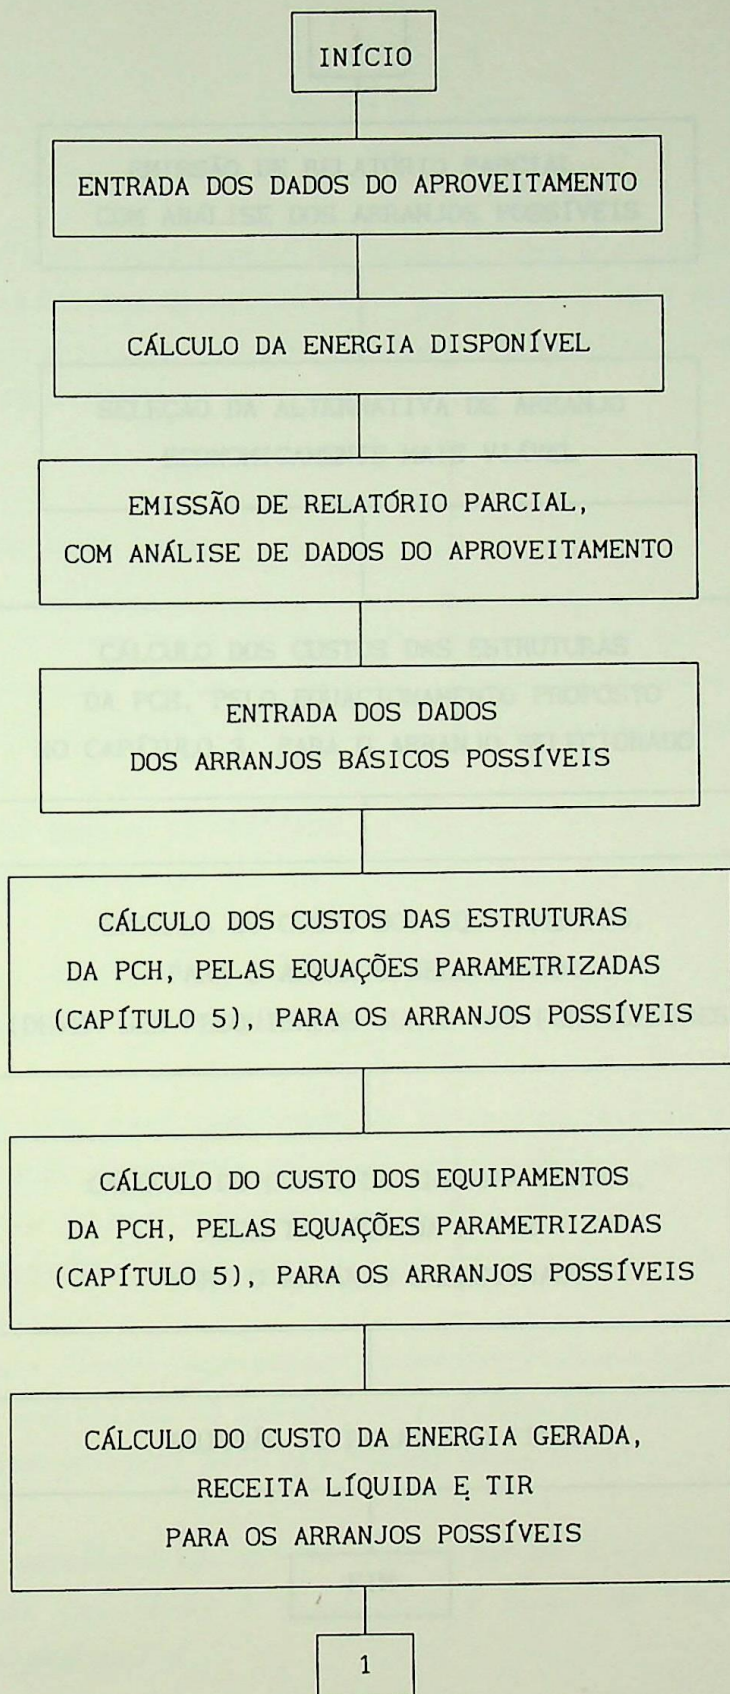 INÍCIO
ENTRADA DOS DADOS DO APROVEITAMENTO
CÁLCULO DA ENERGIA DISPONÍVEL
EMISSÃO DE RELATÓRIO PARCIAL,
COM ANÁLISE DE DADOS DO APROVEITAMENTO
ENTRADA DOS DADOS
DOS ARRANJOS BÁSICOS POSSÍVEIS
CÁLCULO DOS CUSTOS DAS ESTRUTURAS
DA PCH, PELAS EQUAÇÕES PARAMETRIZADAS
(CAPÍTULO 5), PARA OS ARRANJOS POSSÍVEIS
CÁLCULO DO CUSTO DOS EQUIPAMENTOS
DA PCH, PELAS EQUAÇÕES PARAMETRIZADAS
(CAPÍTULO 5), PARA OS ARRANJOS POSSÍVEIS
CÁLCULO DO CUSTO DA ENERGIA GERADA,
RECEITA LÍQUIDA E TIR
PARA OS ARRANJOS POSSÍVEIS
1